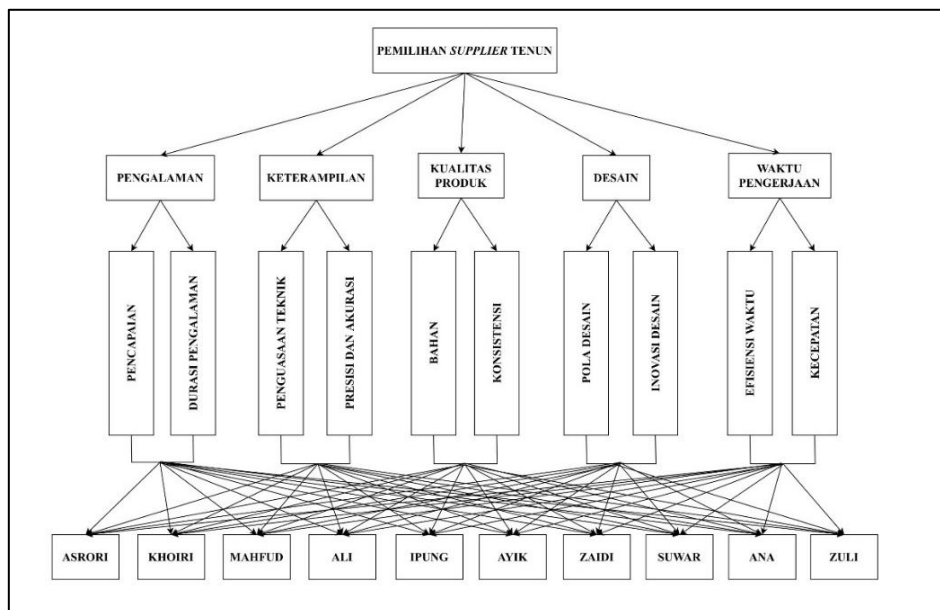 PEMILIHAN SUPPLIER TENUN
PENGALAMAN
KETERAMPILAN
KUALITAS
PRODUK
DESAIN
WAKTU
PENGERJAAN
PENCAPAIAN
DURASI PENGALAMAN
PENGUASAAN TEKNIK
PRESISI DAN AKURASI
BAHAN
KONSISTENSI
POLA DESAIN
INOVASI DESAIN
EFISIENSI WAKTU
KECEPATAN
ASRORI
KHOIRI
MAHFUD
ALI
IPUNG
AYIK
ZAIDI
SUWAR
ANA
ZULI